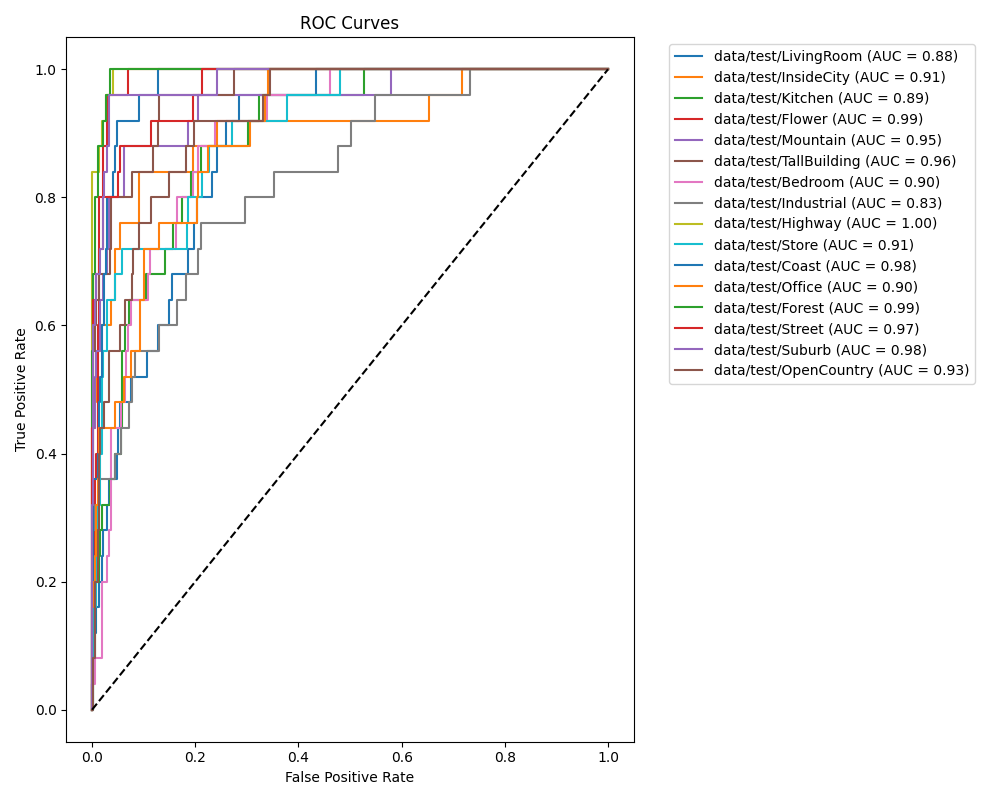 ROC Curves
True Positive Rate
1.0
0.8
0.6
0.4
0.2
0.0
0.0 0.2 0.4 0.6 0.8 1.0
False Positive Rate
data/test/LivingRoom (AUC = 0.88)
data/test/InsideCity (AUC = 0.91)
data/test/Kitchen (AUC = 0.89)
data/test/Flower (AUC = 0.99)
data/test/Mountain (AUC = 0.95)
data/test/TallBuilding (AUC = 0.96)
data/test/Bedroom (AUC = 0.90)
data/test/Industrial (AUC = 0.83)
data/test/Highway (AUC = 1.00)
data/test/Store (AUC = 0.91)
data/test/Coast (AUC = 0.98)
data/test/Office (AUC = 0.90)
data/test/Forest (AUC = 0.99)
data/test/Street (AUC = 0.97)
data/test/Suburb (AUC = 0.98)
data/test/OpenCountry (AUC = 0.93)